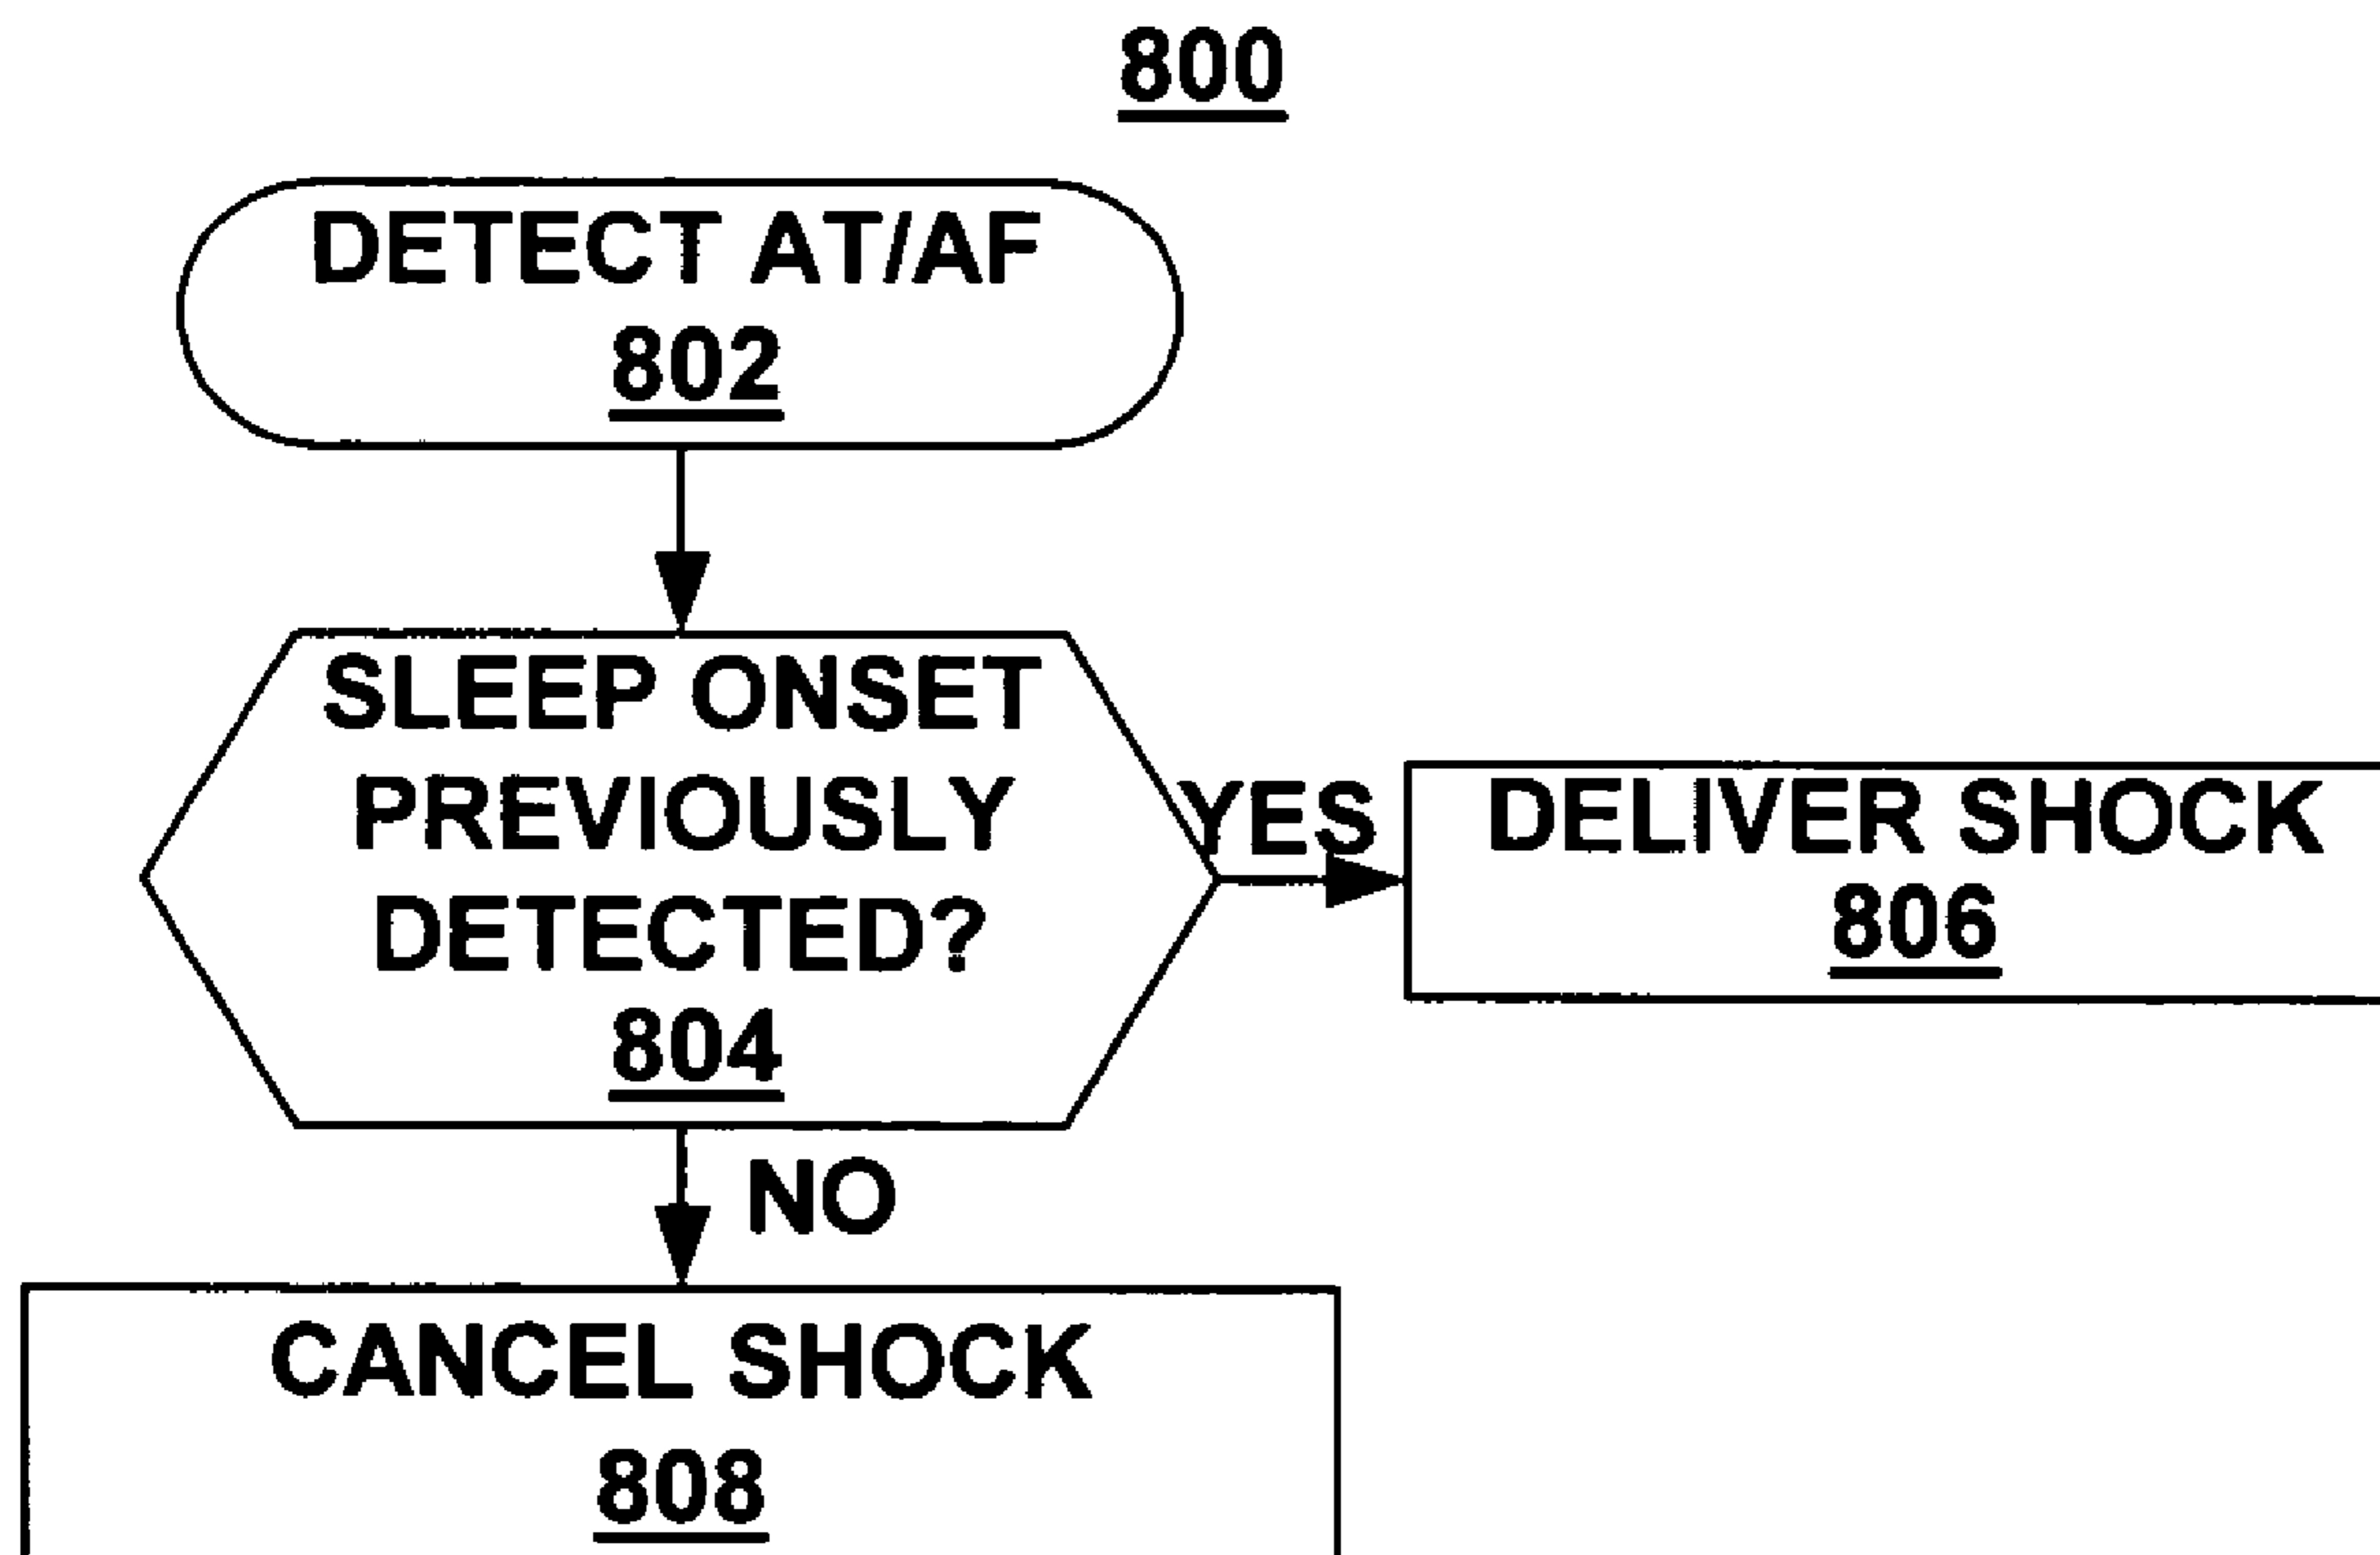 800
DETECT AT/AF
802
SLEEP ONSET
PREVIOUSLY
DETECTED?
804
YES
DELIVER SHOCK
806
NO
CANCEL SHOCK
808